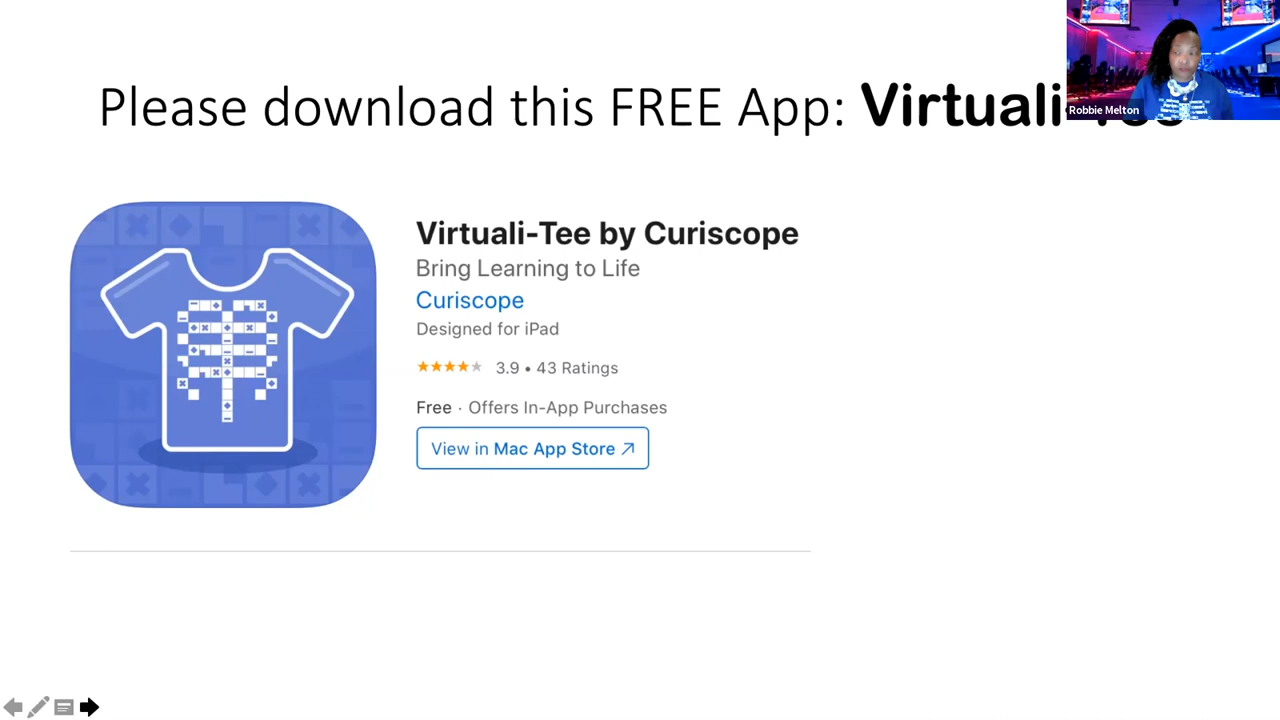 Please download this FREE App: Virtuali-Tee
Robbie Melton
Virtuali-Tee by Curiscope
Bring Learning to Life
Curiscope
Designed for iPad
3.9 • 43 Ratings
Free · Offers In-App Purchases
View in Mac App Store ↗